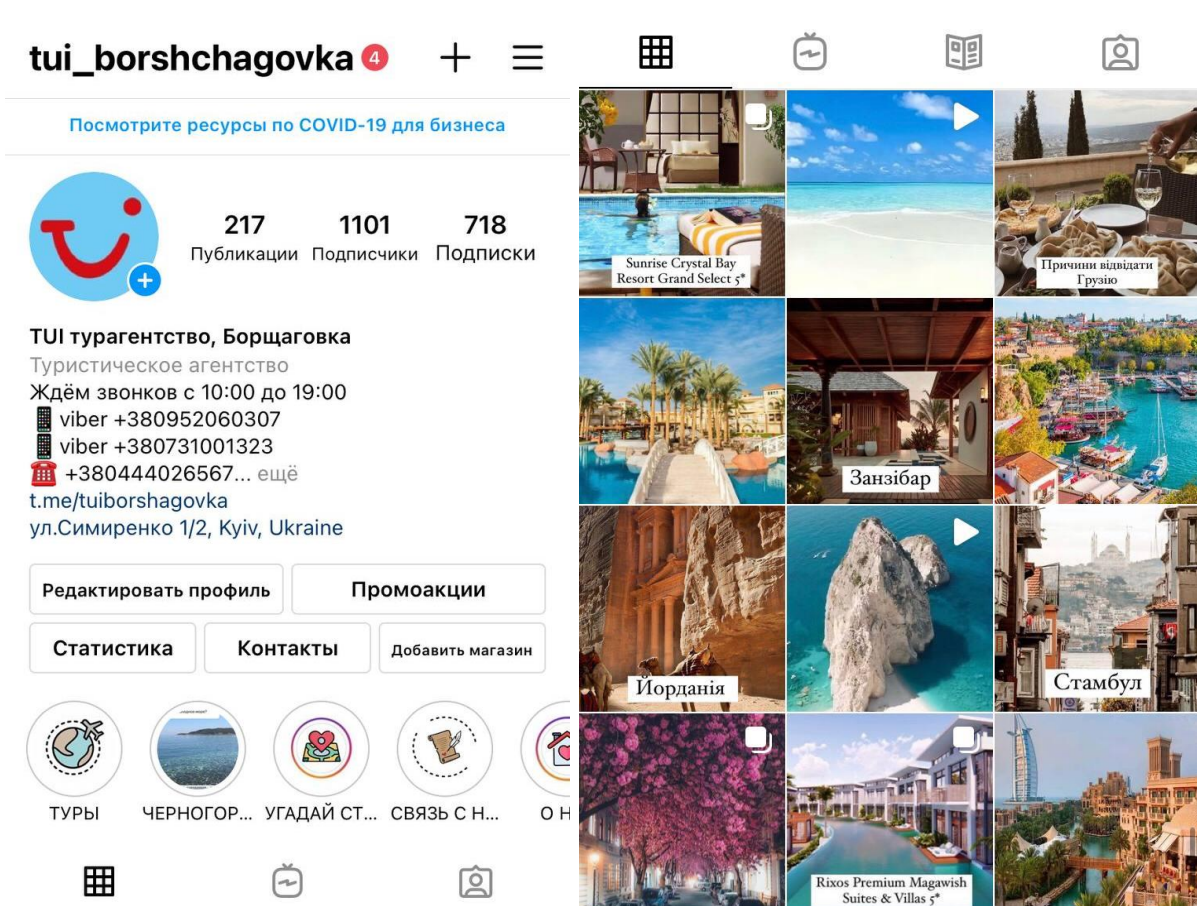 tui_borshchagovka 4
Посмотрите ресурсы по COVID-19 для бизнеса
217 1101 718
Публикации Подписчики Подписки
TUI турагентство, Борщаговка
Туристическое агентство
Ждём звонков с 10:00 до 19:00
viber +380952060307
viber +380731001323
+380444026567... ещё
t.me/tuiborshagovka
ул.Симиренко 1/2, Kyiv, Ukraine
Редактировать профиль Промоакции
Статистика Контакты Добавить магазин
ТУРЫ ЧЕРНОГОР... УГАДАЙ СТ... СВЯЗЬ С Н... О Н
Sunrise Crystal Bay
Resort Grand Select 5*
Причини відвідати
Грузію
Занзібар
Йорданія
Стамбул
Rixos Premium Magawish
Suites & Villas 5*